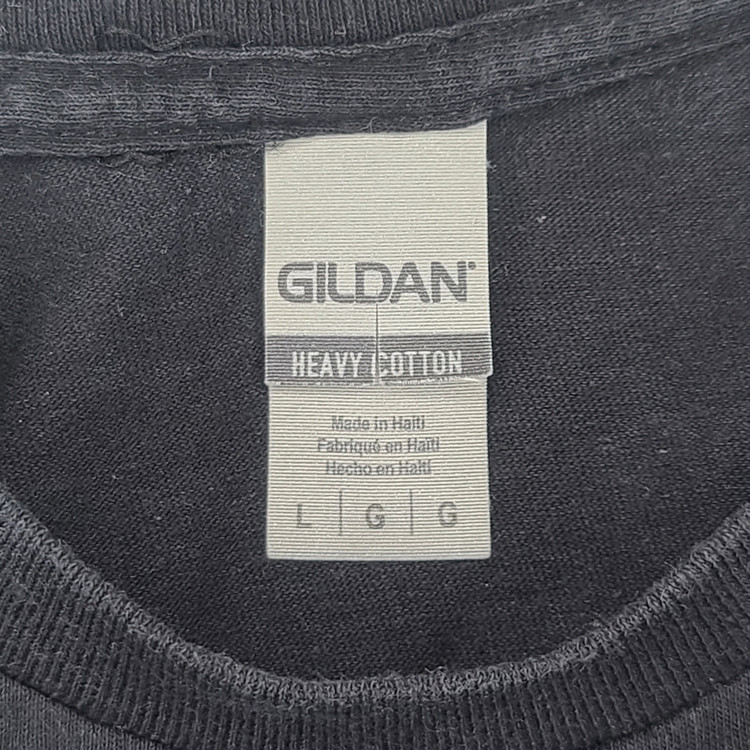 GILDAN®
HEAVY COTTON
Made in Haiti
Fabriqué en Haïti
Hecho en Haití
L | G | G